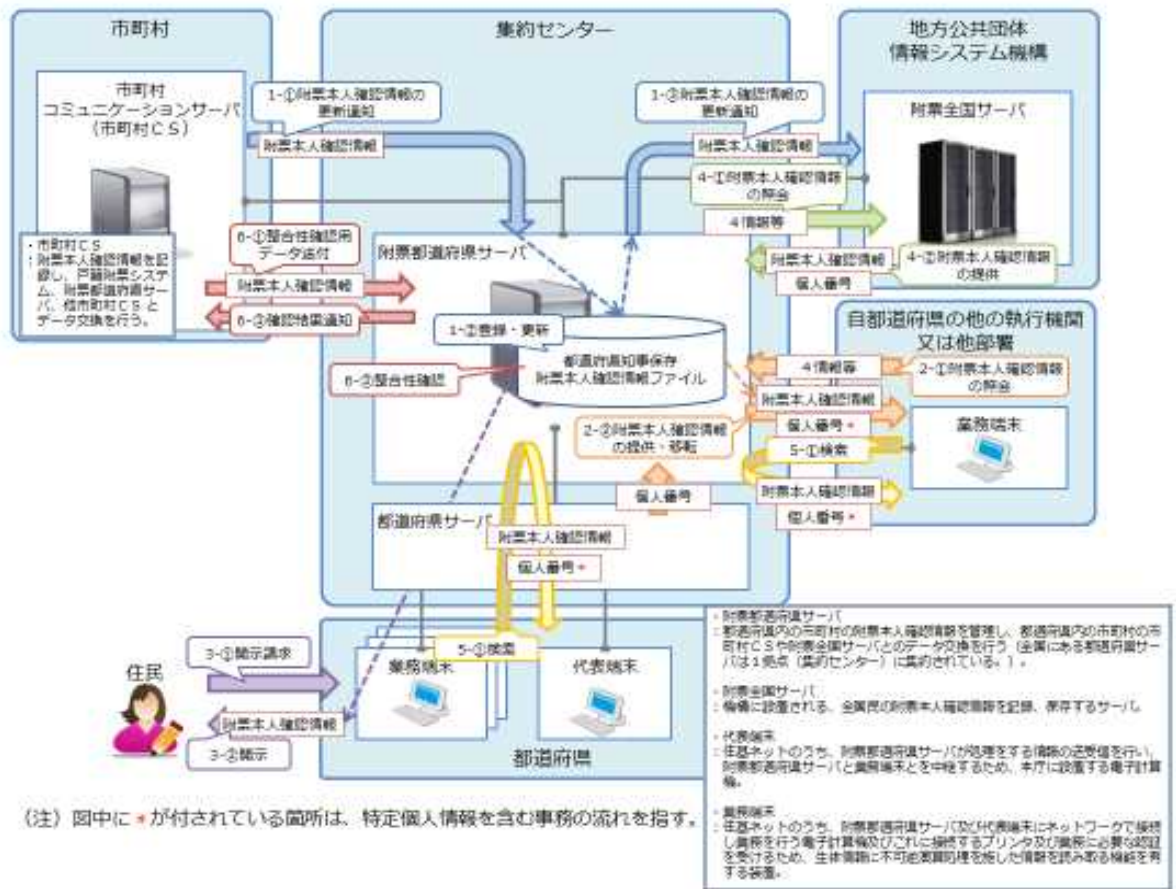 市町村
集約センター
地方公共団体
情報システム機構
市町村
コミュニケーションサーバ
(市町村CS)
1-①附票本人確認情報の
更新通知
附票本人確認情報
1-③附票本人確認情報の
更新通知
附票本人確認情報
附票全国サーバ
4-①附票本人確認情報
の照会
4情報等
附票本人確認情報
個人番号
4-②附票本人確認情報
の提供
・市町村CS
:附票本人確認情報を記
録し、戸籍附票システ
ム、附票都道府県サー
バ、他市町村CSと
データ交換を行う。
6-①整合性確認用
データ送付
附票本人確認情報
6-③確認結果通知
附票都道府県サーバ
1-②登録・更新
6-②整合性確認
都道府県知事保存
附票本人確認情報ファイル
自都道府県の他の執行機関
又は他部署
4情報等
2-①附票本人確認情報
の照会
附票本人確認情報
個人番号*
2-②附票本人確認情報
の提供・移転
業務端末
5-①検索
附票本人確認情報
個人番号*
個人番号
都道府県サーバ
附票本人確認情報
個人番号*
5-①検索
業務端末
代表端末
都道府県
住民
3-①開示請求
附票本人確認情報
3-②開示
・附票都道府県サーバ
:都道府県内の市町村の附票本人確認情報を管理し、都道府県内の市町村の市
町村CSや附票全国サーバとのデータ交換を行う(全国にある都道府県サー
バは1拠点(集約センター)に集約されている。)。
・附票全国サーバ
:機構に設置される、全国民の附票本人確認情報を記録、保存するサーバ。
・代表端末
:住基ネットのうち、附票都道府県サーバが処理をする情報の送受信を行い、
附票都道府県サーバと業務端末とを中継するため、本庁に設置する電子計算
機。
・業務端末
:住基ネットのうち、附票都道府県サーバ及び代表端末にネットワークで接続
し業務を行う電子計算機及びこれに接続するプリンタ及び業務に必要な認証
を受けるため、生体情報に不可逆演算処理を施した情報を読み取る機能を有
する装置。
(注)図中に*が付されている箇所は、特定個人情報を含む事務の流れを指す。